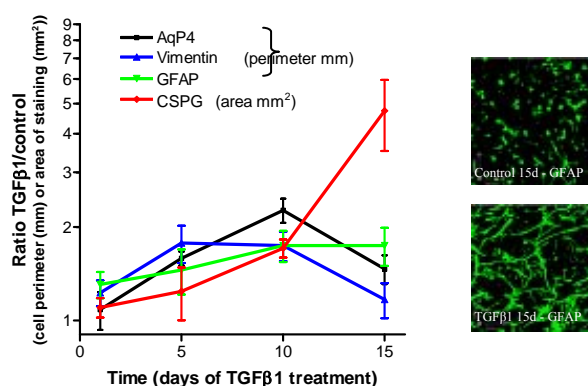 Ratio TGFβ1/control
(cell perimeter (mm) or area of staining (mm²))
9
8
7
6
5
4
3
2
1
AqP4
Vimentin (perimeter mm)
GFAP
CSPG (area mm²)
0 5 10 15
Time (days of TGFβ1 treatment)
Control 15d - GFAP
TGFβ1 15d - GFAP